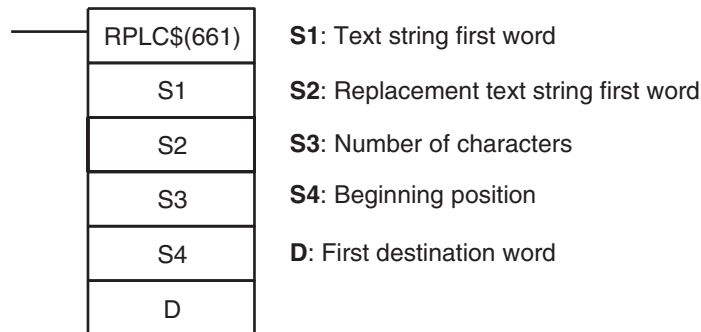 RPLC$(661)
S1
S2
S3
S4
D
S1: Text string first word
S2: Replacement text string first word
S3: Number of characters
S4: Beginning position
D: First destination word